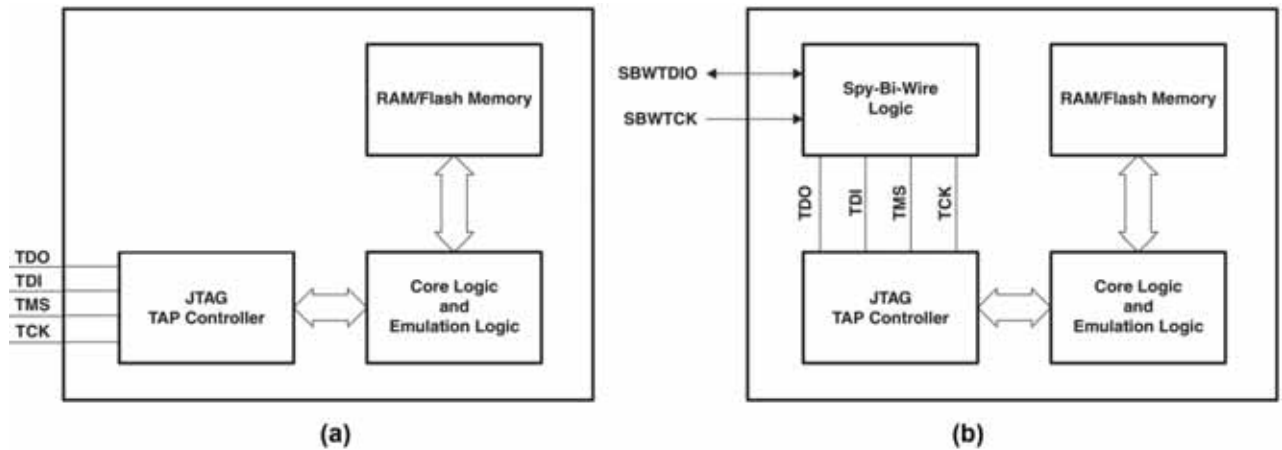 RAM/Flash Memory
TDO
TDI
TMS
TCK
JTAG
TAP Controller
Core Logic
and
Emulation Logic
(a)
SBWTDIO
SBWTCK
Spy-Bi-Wire
Logic
RAM/Flash Memory
TDO
TDI
TMS
TCK
JTAG
TAP Controller
Core Logic
and
Emulation Logic
(b)